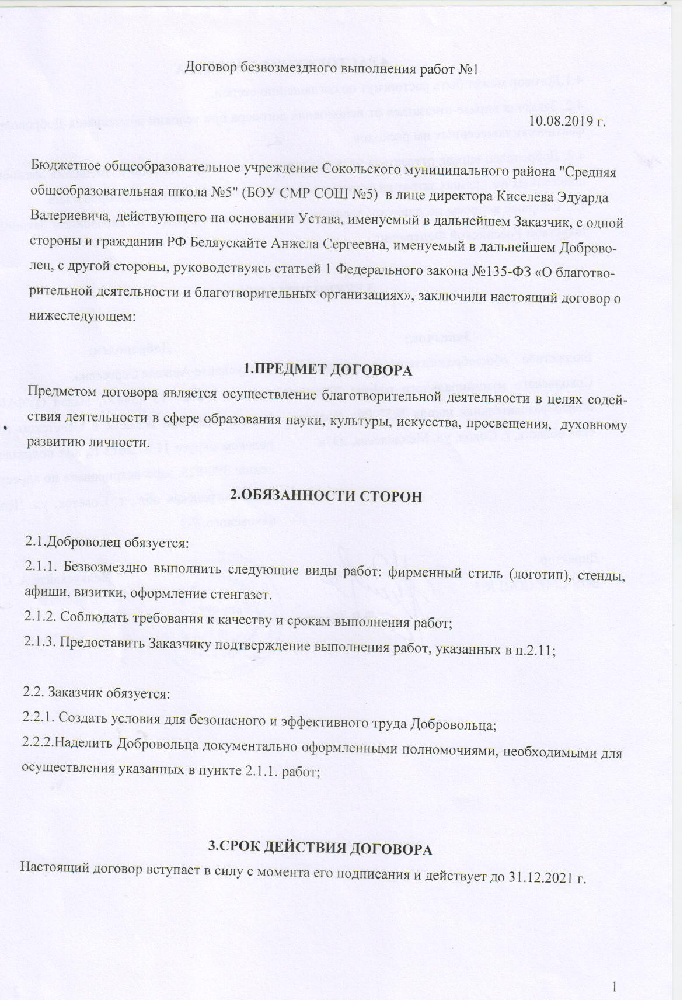 Договор безвозмездного выполнения работ №1
10.08.2019 г.
Бюджетное общеобразовательное учреждение Сокольского муниципального района "Средняя
общеобразовательная школа №5" (БОУ СМР СОШ №5) в лице директора Киселева Эдуарда
Валериевича, действующего на основании Устава, именуемый в дальнейшем Заказчик, с одной
стороны и гражданин РФ Беляускайте Анжела Сергеевна, именуемый в дальнейшем Доброво-
лец, с другой стороны, руководствуясь статьей 1 Федерального закона №135-ФЗ «О благотво-
рительной деятельности и благотворительных организациях», заключили настоящий договор о
нижеследующем:
1.ПРЕДМЕТ ДОГОВОРА
Предметом договора является осуществление благотворительной деятельности в целях содей-
ствия деятельности в сфере образования науки, культуры, искусства, просвещения, духовному
развитию личности.
2.ОБЯЗАННОСТИ СТОРОН
2.1.Доброволец обязуется:
2.1.1. Безвозмездно выполнить следующие виды работ: фирменный стиль (логотип), стенды,
афиши, визитки, оформление стенгазет.
2.1.2. Соблюдать требования к качеству и срокам выполнения работ;
2.1.3. Предоставить Заказчику подтверждение выполнения работ, указанных в п.2.11;
2.2. Заказчик обязуется:
2.2.1. Создать условия для безопасного и эффективного труда Добровольца;
2.2.2.Наделить Добровольца документально оформленными полномочиями, необходимыми для
осуществления указанных в пункте 2.1.1. работ;
3.СРОК ДЕЙСТВИЯ ДОГОВОРА
Настоящий договор вступает в силу с момента его подписания и действует до 31.12.2021 г.
1